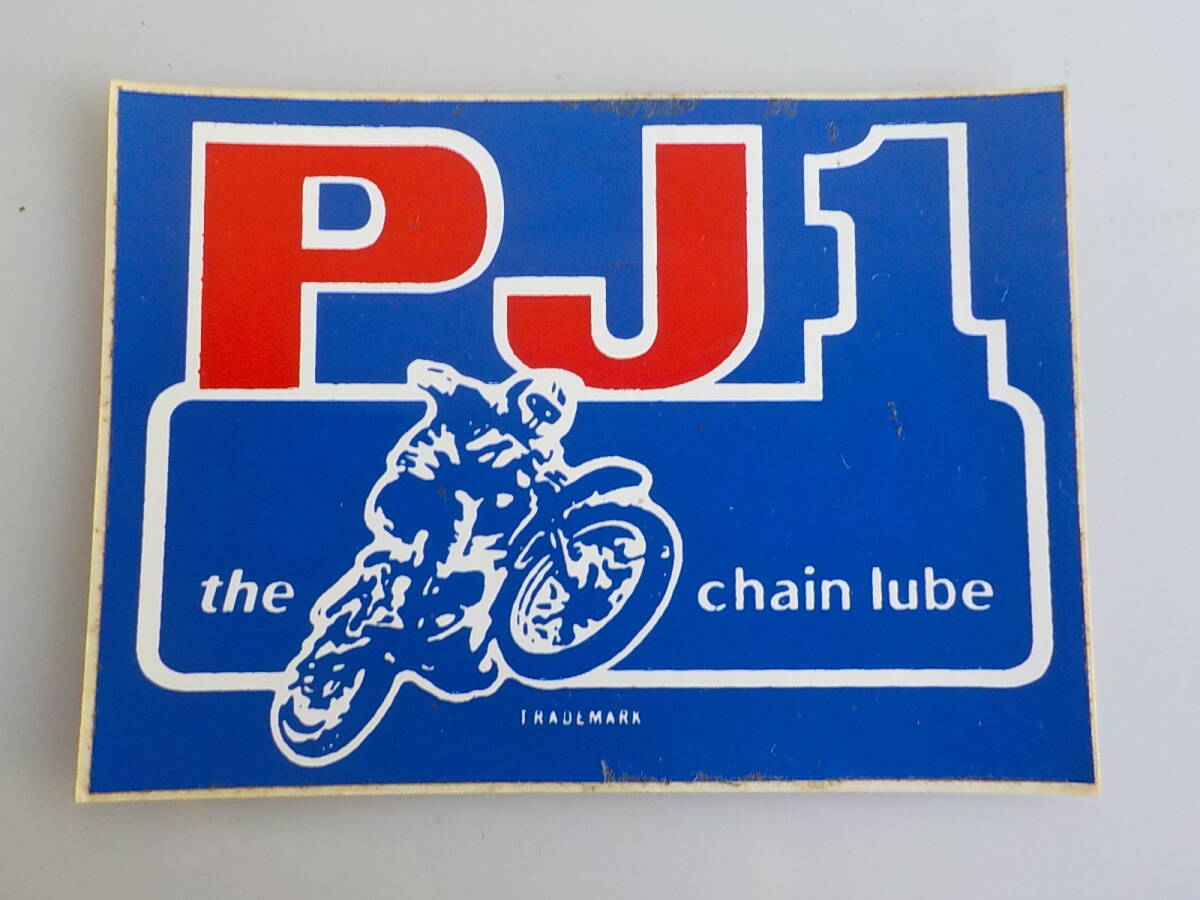 PJ1
the chain lube
TRADEMARK